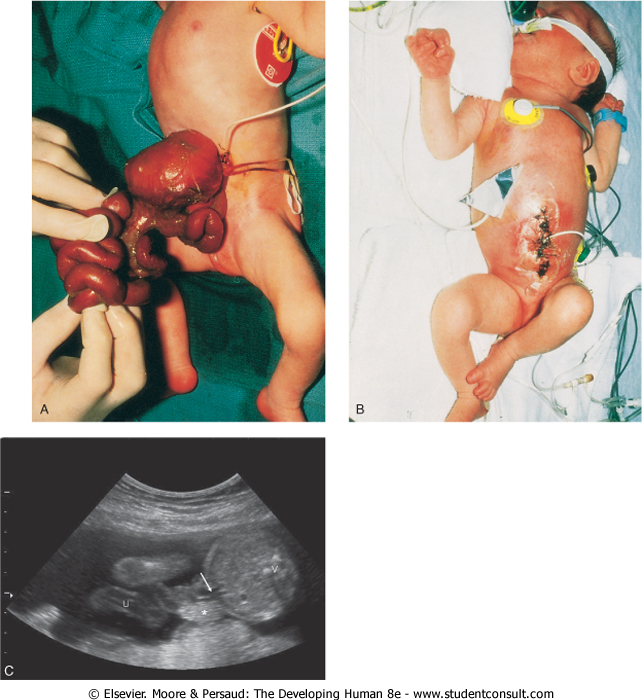 A
B
U
V
*
C
© Elsevier. Moore & Persaud: The Developing Human 8e - www.studentconsult.com